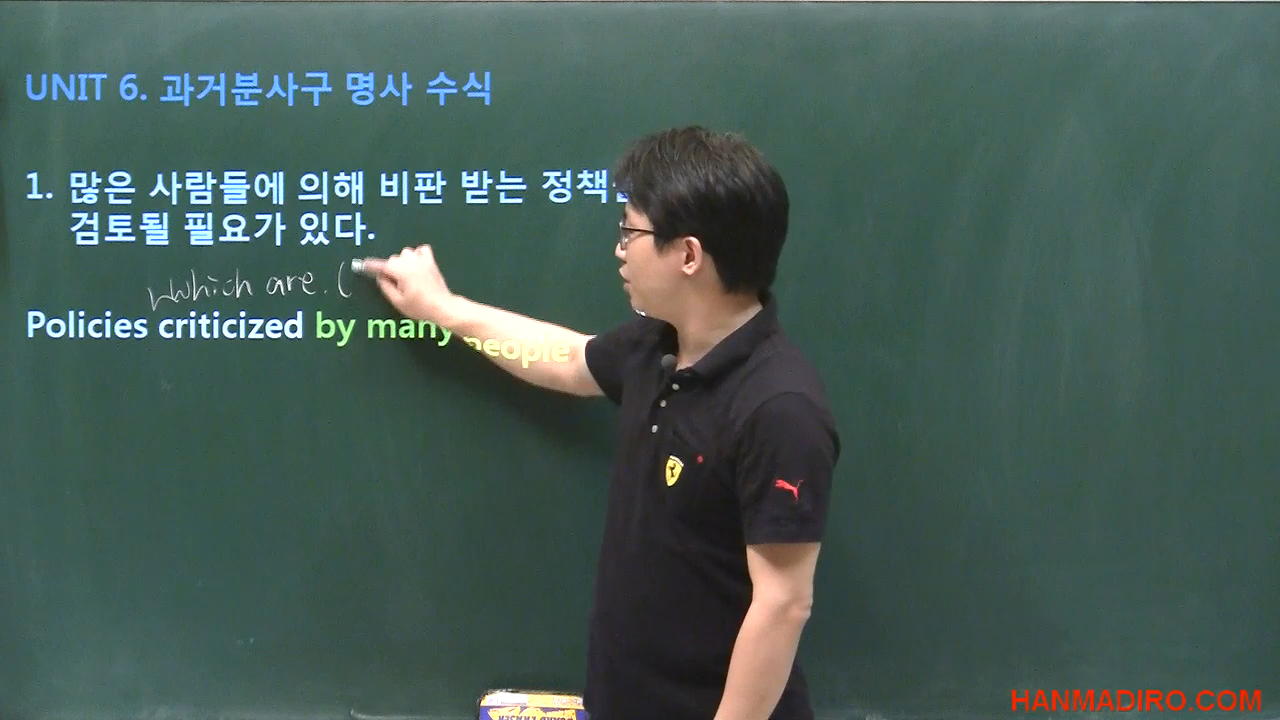 UNIT 6. 과거분사구 명사 수식
1. 많은 사람들에 의해 비판 받는 정책
검토될 필요가 있다.
which are. (
Policies criticized by many people
HANMADIRO.COM